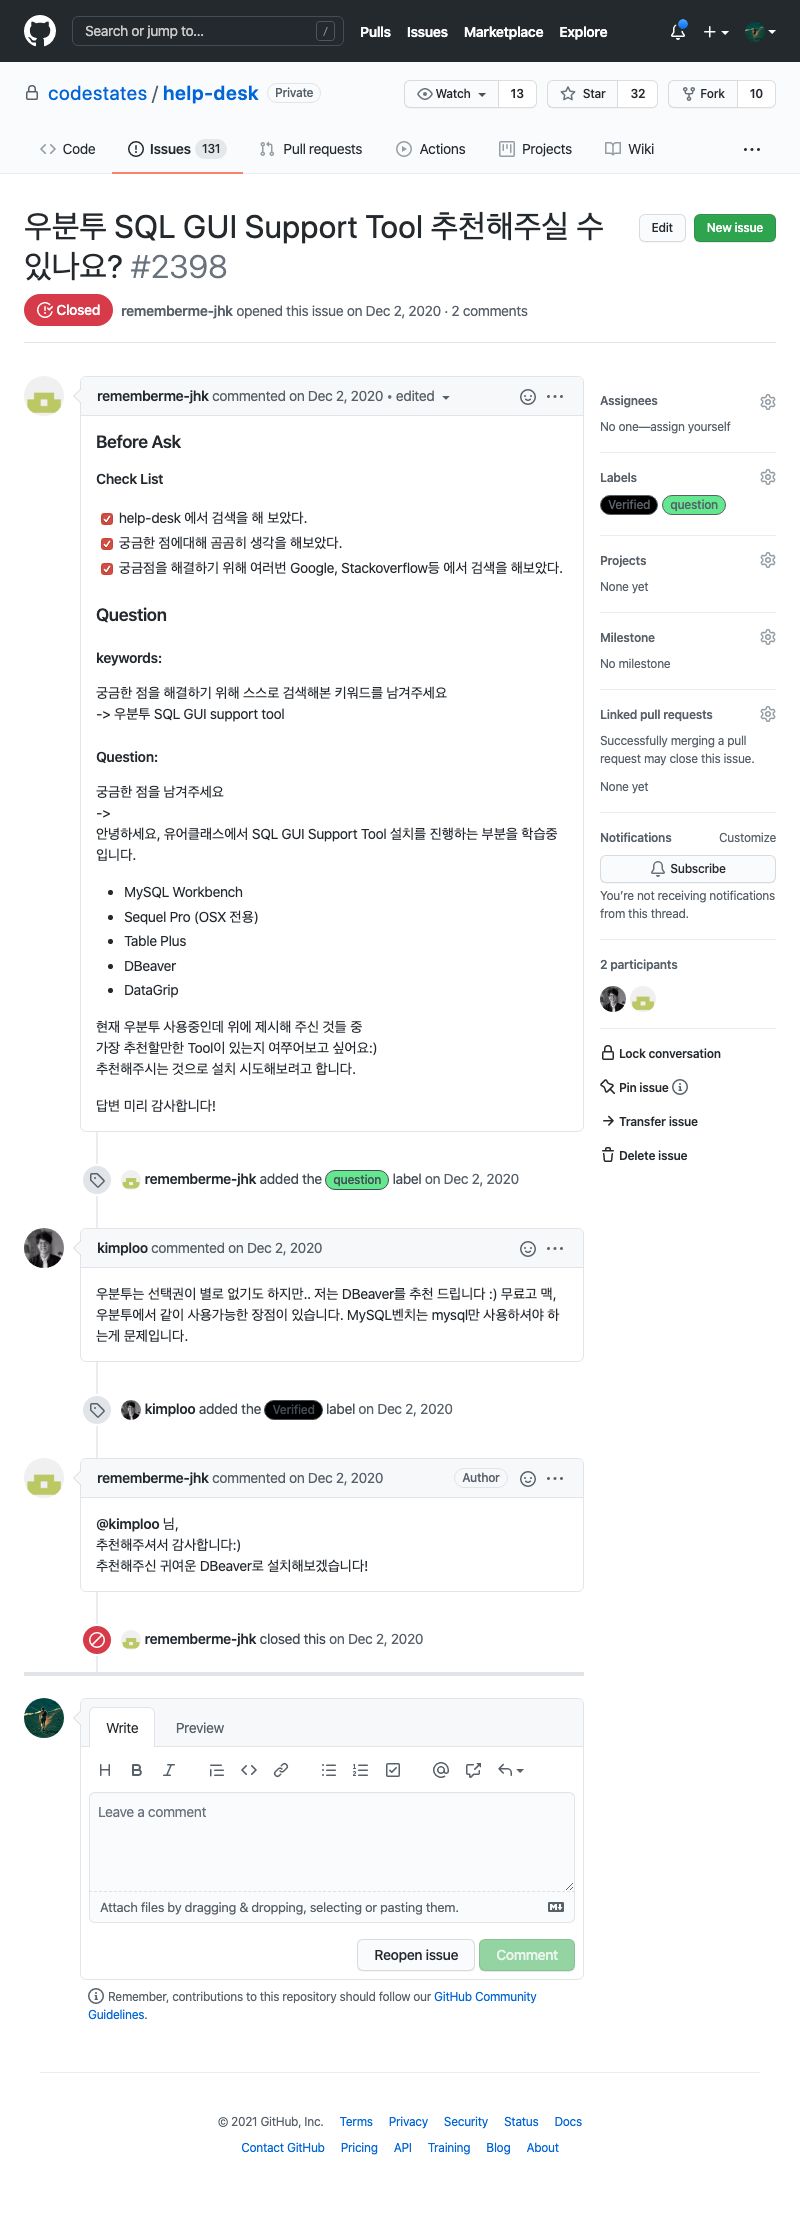 Search or jump to...
/
Pulls
Issues
Marketplace
Explore
codestates / help-desk
Private
Watch
13
Star
32
Fork
10
Code
Issues 131
Pull requests
Actions
Projects
Wiki
우분투 SQL GUI Support Tool 추천해주실 수
있나요? #2398
Edit
New issue
Closed
rememberme-jhk opened this issue on Dec 2, 2020 · 2 comments
rememberme-jhk commented on Dec 2, 2020 • edited
Before Ask
Check List
help-desk 에서 검색을 해 보았다.
궁금한 점에대해 곰곰히 생각을 해보았다.
궁금점을 해결하기 위해 여러번 Google, Stackoverflow등 에서 검색을 해보았다.
Question
keywords:
궁금한 점을 해결하기 위해 스스로 검색해본 키워드를 남겨주세요
-> 우분투 SQL GUI support tool
Question:
궁금한 점을 남겨주세요
->
안녕하세요, 유어클래스에서 SQL GUI Support Tool 설치를 진행하는 부분을 학습중
입니다.
• MySQL Workbench
• Sequel Pro (OSX 전용)
• Table Plus
• DBeaver
• DataGrip
현재 우분투 사용중인데 위에 제시해 주신 것들 중
가장 추천할만한 Tool이 있는지 여쭈어보고 싶어요:)
추천해주시는 것으로 설치 시도해보려고 합니다.
답변 미리 감사합니다!
Assignees
No one—assign yourself
Labels
Verified
question
Projects
None yet
Milestone
No milestone
Linked pull requests
Successfully merging a pull
request may close this issue.
None yet
Notifications
Customize
Subscribe
You're not receiving notifications
from this thread.
2 participants
Lock conversation
Pin issue
Transfer issue
Delete issue
rememberme-jhk added the question label on Dec 2, 2020
kimploo commented on Dec 2, 2020
우분투는 선택권이 별로 없기도 하지만.. 저는 DBeaver를 추천 드립니다 :) 무료고 맥,
우분투에서 같이 사용가능한 장점이 있습니다. MySQL벤치는 mysql만 사용하셔야 하
는게 문제입니다.
kimploo added the Verified label on Dec 2, 2020
rememberme-jhk commented on Dec 2, 2020
Author
@kimploo 님,
추천해주셔서 감사합니다:)
추천해주신 귀여운 DBeaver로 설치해보겠습니다!
rememberme-jhk closed this on Dec 2, 2020
Write
Preview
H B I
Leave a comment
Attach files by dragging & dropping, selecting or pasting them.
Reopen issue
Comment
Remember, contributions to this repository should follow our GitHub Community
Guidelines.
© 2021 GitHub, Inc.
Terms
Privacy
Security
Status
Docs
Contact GitHub
Pricing
API
Training
Blog
About